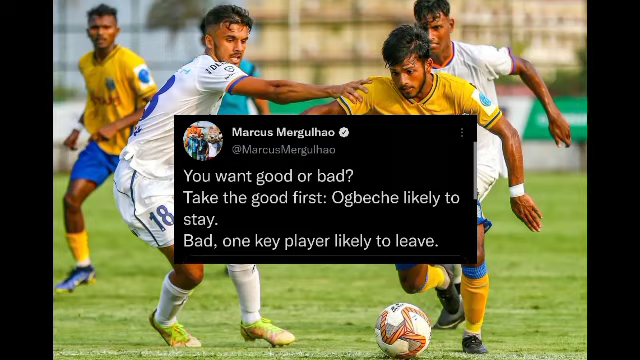 Marcus Mergulhao
@MarcusMergulhao
You want good or bad?
Take the good first: Ogbeche likely to
stay.
Bad, one key player likely to leave.
18